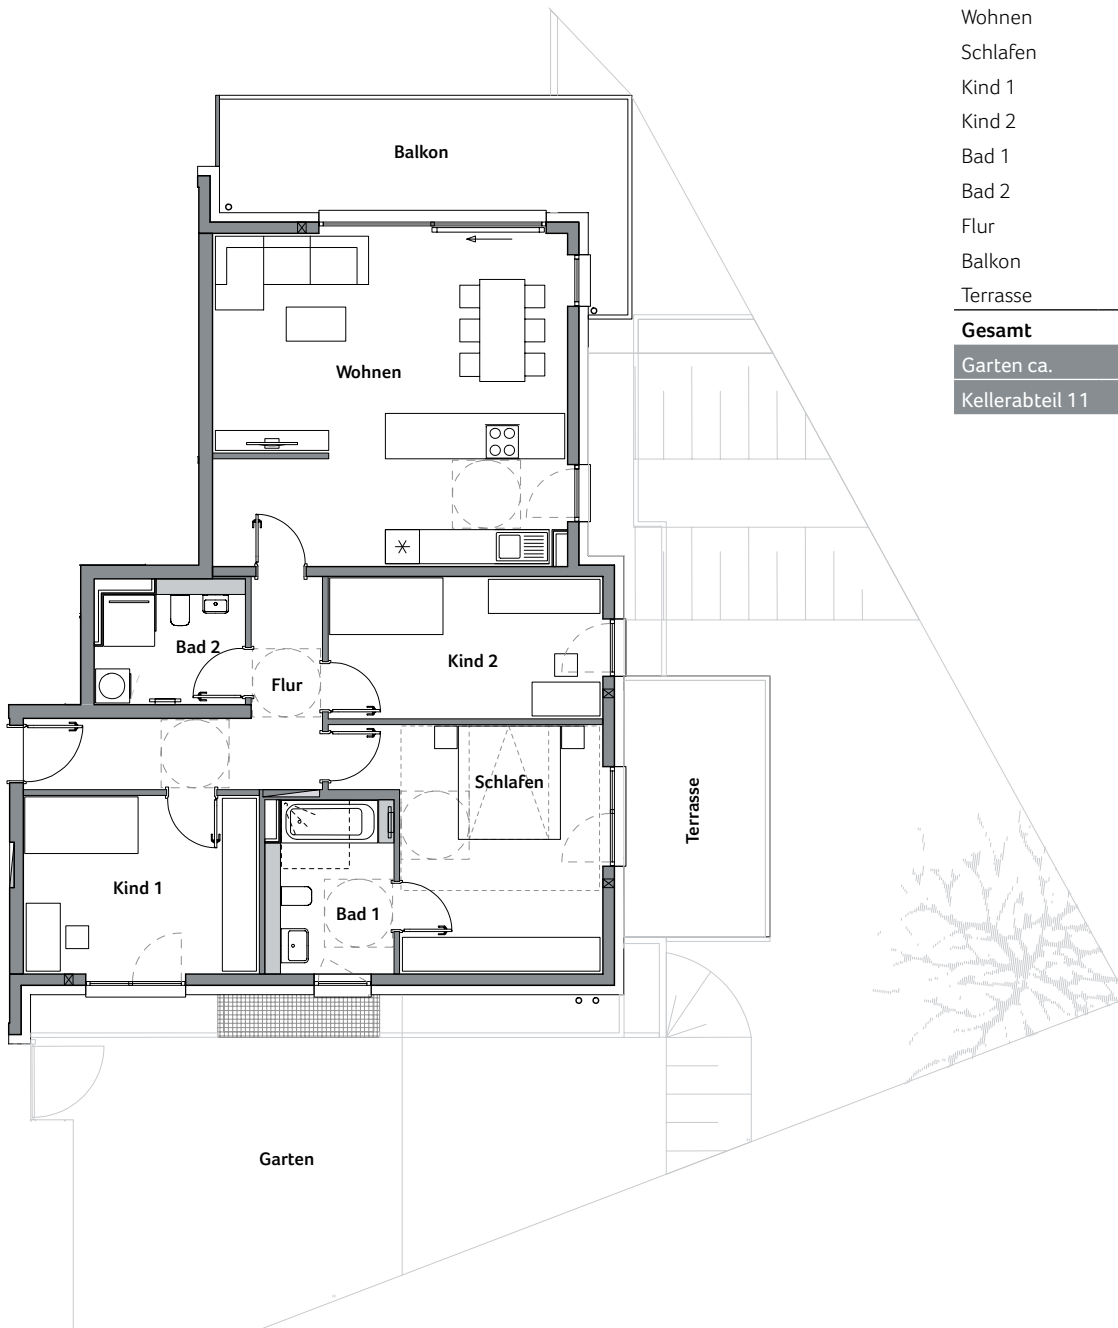 Wohnen
Schlafen
Kind 1
Kind 2
Bad 1
Bad 2
Flur
Balkon
Terrasse
Gesamt
Garten ca.
Kellerabteil 11
Balkon
Wohnen
Bad 2
Kind 2
Flur
Schlafen
Terrasse
Kind 1
Bad 1
Garten